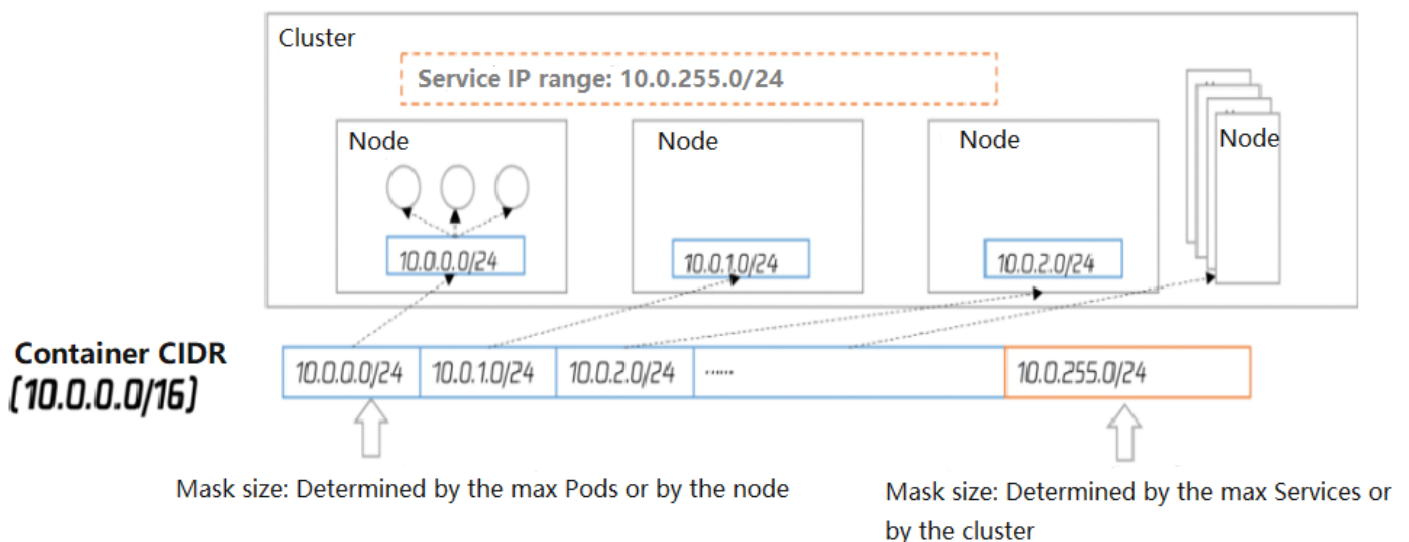 Cluster
Service IP range: 10.0.255.0/24
Node
Node
Node
Node
10.0.0.0/24
10.0.1.0/24
10.0.2.0/24
Container CIDR
(10.0.0.0/16)
10.0.0.0/24
10.0.1.0/24
10.0.2.0/24
......
10.0.255.0/24
Mask size: Determined by the max Pods or by the node
Mask size: Determined by the max Services or
by the cluster